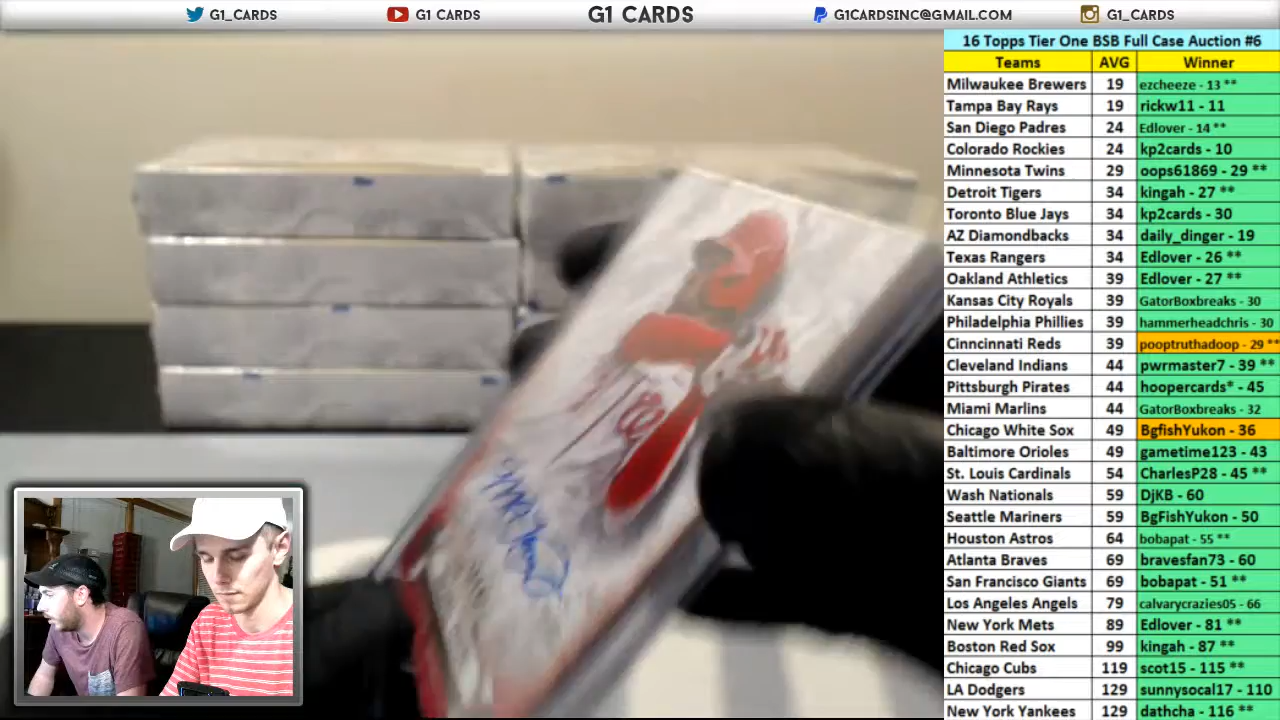 G1_CARDS G1 CARDS G1 CARDS G1CARDSINC@GMAIL.COM G1_CARDS
16 Topps Tier One BSB Full Case Auction #6
Teams AVG Winner
Milwaukee Brewers 19 ezcheeze - 13 **
Tampa Bay Rays 19 rickw11 - 11
San Diego Padres 24 Edlover - 14 **
Colorado Rockies 24 kp2cards - 10
Minnesota Twins 29 oops61869 - 29 **
Detroit Tigers 34 kingah - 27 **
Toronto Blue Jays 34 kp2cards - 30
AZ Diamondbacks 34 daily_dinger - 19
Texas Rangers 34 Edlover - 26 **
Oakland Athletics 39 Edlover - 27 **
Kansas City Royals 39 GatorBoxbreaks - 30
Philadelphia Phillies 39 hammerheadchris - 30
Cinncinnati Reds 39 pooptruthadoop - 29 **
Cleveland Indians 44 pwrmaster7 - 39 **
Pittsburgh Pirates 44 hoopercards* - 45
Miami Marlins 44 GatorBoxbreaks - 32
Chicago White Sox 49 BgfishYukon - 36
Baltimore Orioles 49 gametime123 - 43
St. Louis Cardinals 54 CharlesP28 - 45 **
Wash Nationals 59 DjKB - 60
Seattle Mariners 59 BgFishYukon - 50
Houston Astros 64 bobapat - 55 **
Atlanta Braves 69 bravesfan73 - 60
San Francisco Giants 69 bobapat - 51 **
Los Angeles Angels 79 calvarycrazies05 - 66
New York Mets 89 Edlover - 81 **
Boston Red Sox 99 kingah - 87 **
Chicago Cubs 119 scot15 - 115 **
LA Dodgers 129 sunnysocal17 - 110
New York Yankees 129 dathcha - 116 **